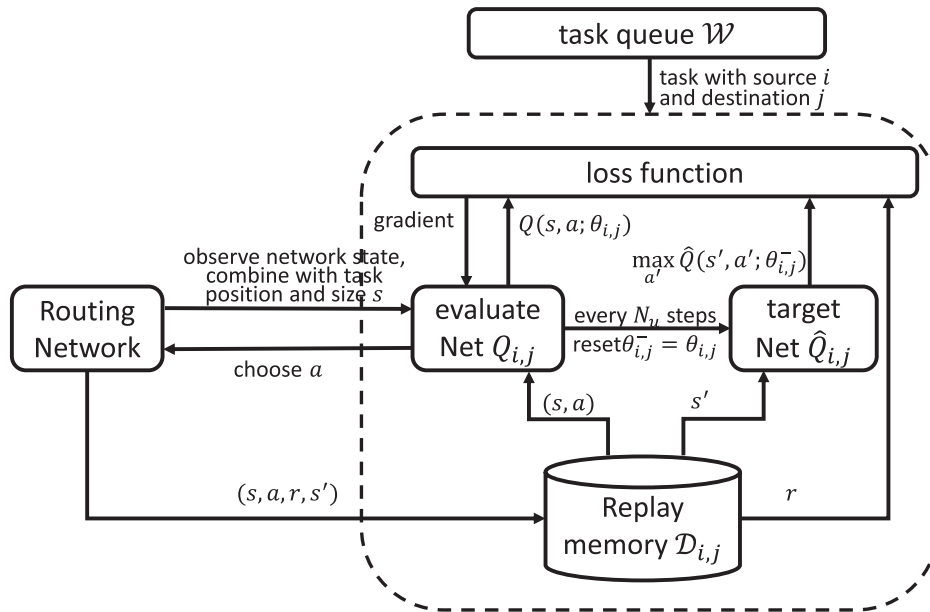 task queue 𝒲
task with source i
and destination j
loss function
gradient
Q(s, a; θ_{i,j})
max_{a′} Q̂(s′, a′; θ⁻_{i,j})
observe network state,
combine with task
position and size s
Routing
Network
evaluate
Net Q_{i,j}
every N_u steps
resetθ⁻_{i,j} = θ_{i,j}
target
Net Q̂_{i,j}
choose a
(s, a)
s′
(s, a, r, s′)
Replay
memory 𝒟_{i,j}
r